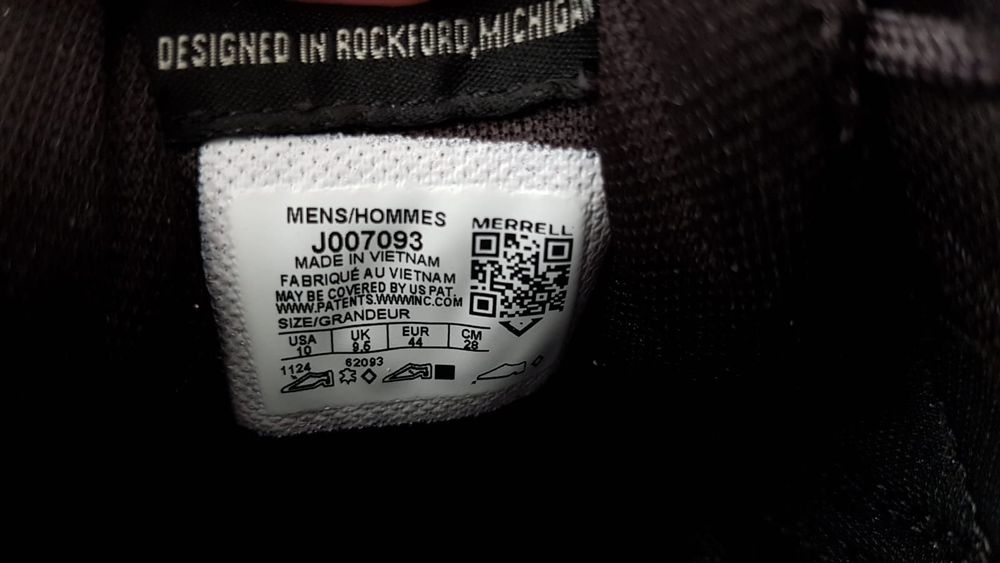 DESIGNED IN ROCKFORD, MICHIGAN
MENS/HOMMES
J007093
MADE IN VIETNAM
FABRIQUÉ AU VIETNAM
MAY BE COVERED BY US PAT.
WWW.PATENTS.WWWINC.COM
SIZE/GRANDEUR
USA UK EUR CM
10 9.5 44 28
1124 62093
MERRELL